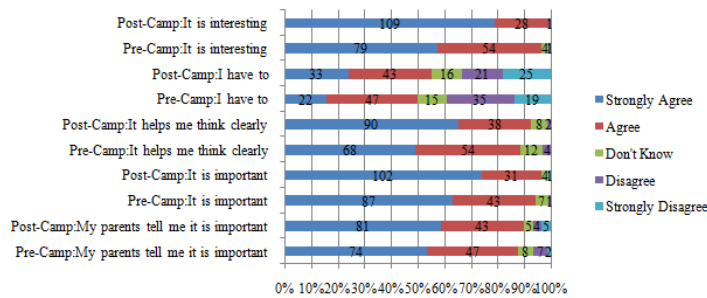 Post-Camp:It is interesting 109 28 1
Pre-Camp:It is interesting 79 54 4 1
Post-Camp:I have to 33 43 16 21 25
Pre-Camp:I have to 22 47 15 35 19
Post-Camp:It helps me think clearly 90 38 8 2
Pre-Camp:It helps me think clearly 68 54 12 4
Post-Camp:It is important 102 31 4 1
Pre-Camp:It is important 87 43 7 1
Post-Camp:My parents tell me it is important 81 43 5 4 5
Pre-Camp:My parents tell me it is important 74 47 8 7 2
0% 10% 20% 30% 40% 50% 60% 70% 80% 90% 100%
Strongly Agree
Agree
Don't Know
Disagree
Strongly Disagree